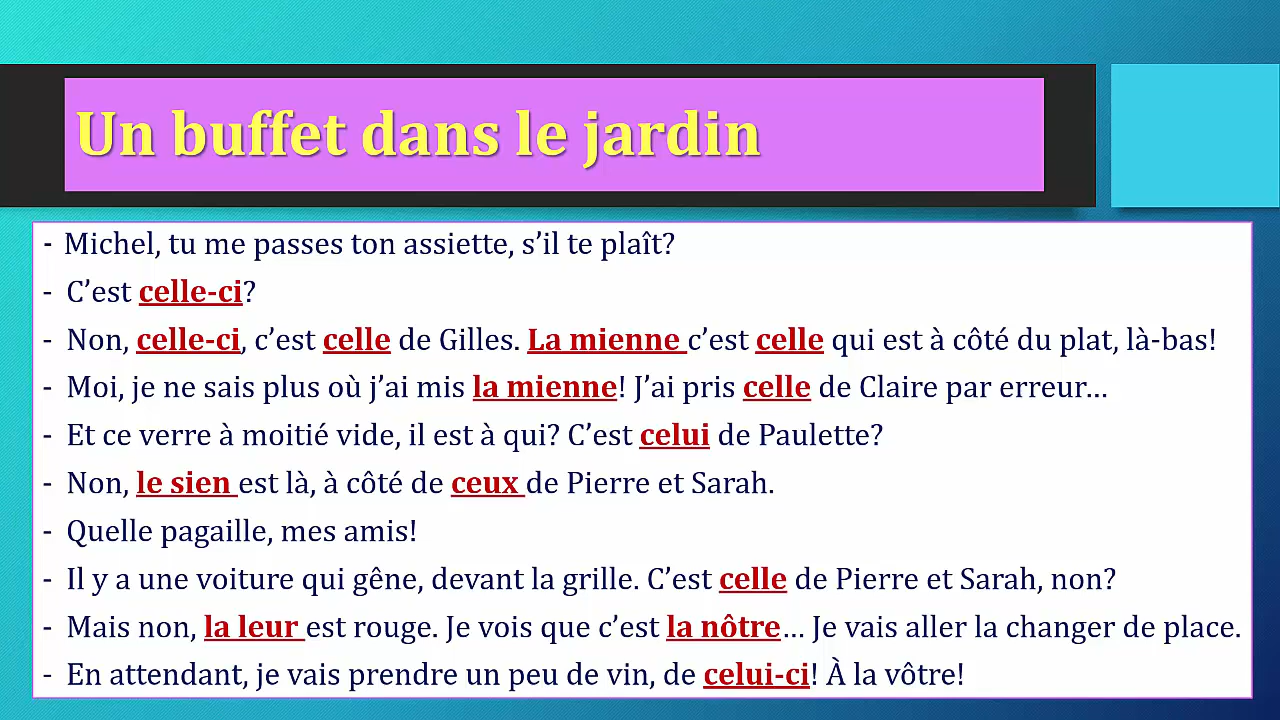 Un buffet dans le jardin
- Michel, tu me passes ton assiette, s’il te plaît?
- C’est celle-ci?
- Non, celle-ci, c’est celle de Gilles. La mienne c’est celle qui est à côté du plat, là-bas!
- Moi, je ne sais plus où j’ai mis la mienne! J’ai pris celle de Claire par erreur…
- Et ce verre à moitié vide, il est à qui? C’est celui de Paulette?
- Non, le sien est là, à côté de ceux de Pierre et Sarah.
- Quelle pagaille, mes amis!
- Il y a une voiture qui gêne, devant la grille. C’est celle de Pierre et Sarah, non?
- Mais non, la leur est rouge. Je vois que c’est la nôtre… Je vais aller la changer de place.
- En attendant, je vais prendre un peu de vin, de celui-ci! À la vôtre!